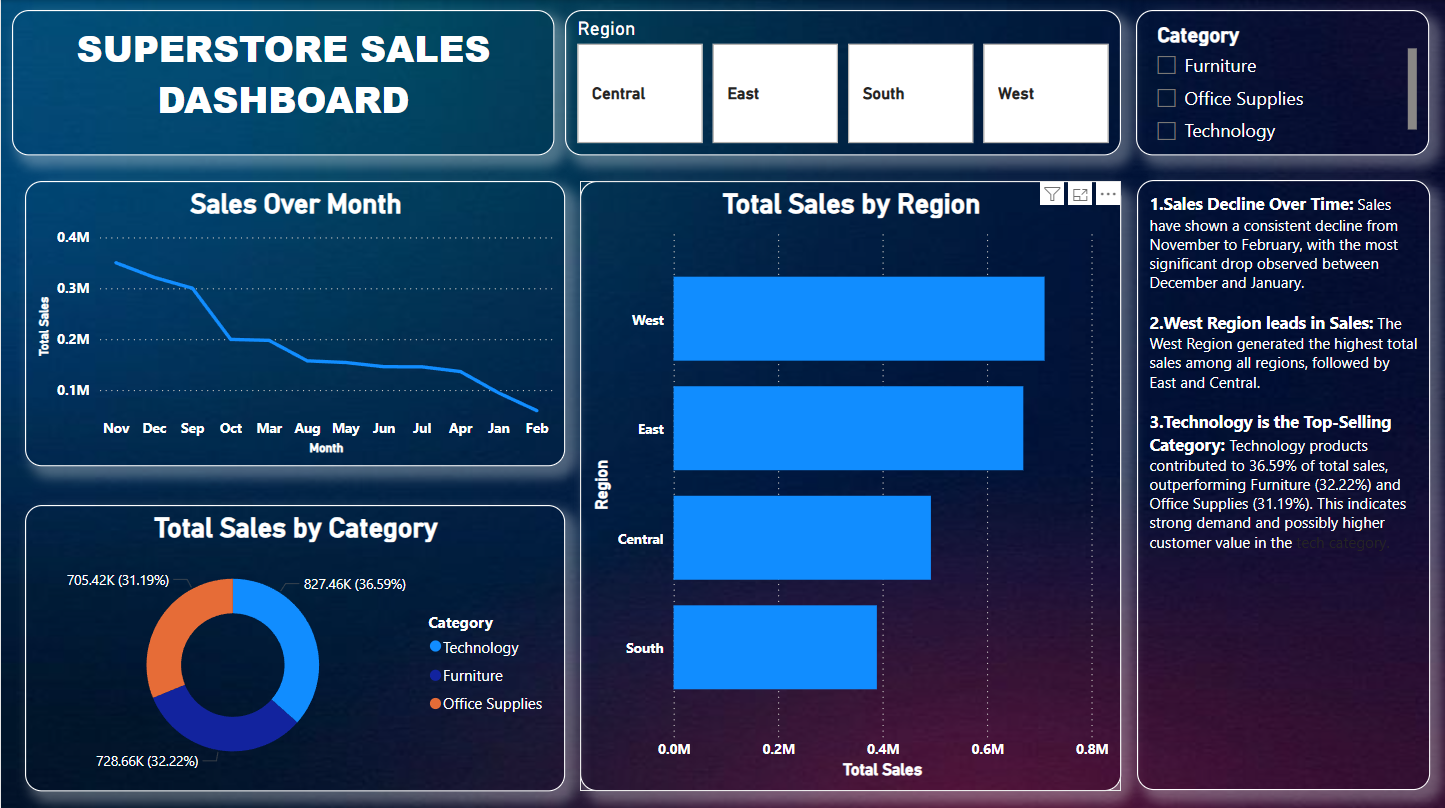 SUPERSTORE SALES
DASHBOARD
Region
Central
East
South
West
Category
Furniture
Office Supplies
Technology
Sales Over Month
0.4M
0.3M
0.2M
0.1M
Total Sales
Nov Dec Sep Oct Mar Aug May Jun Jul Apr Jan Feb
Month
Total Sales by Category
705.42K (31.19%)
827.46K (36.59%)
728.66K (32.22%)
Category
Technology
Furniture
Office Supplies
Total Sales by Region
Region
West
East
Central
South
0.0M 0.2M 0.4M 0.6M 0.8M
Total Sales
1.Sales Decline Over Time: Sales
have shown a consistent decline from
November to February, with the most
significant drop observed between
December and January.
2.West Region leads in Sales: The
West Region generated the highest total
sales among all regions, followed by
East and Central.
3.Technology is the Top-Selling
Category: Technology products
contributed to 36.59% of total sales,
outperforming Furniture (32.22%) and
Office Supplies (31.19%). This indicates
strong demand and possibly higher
customer value in the tech category.